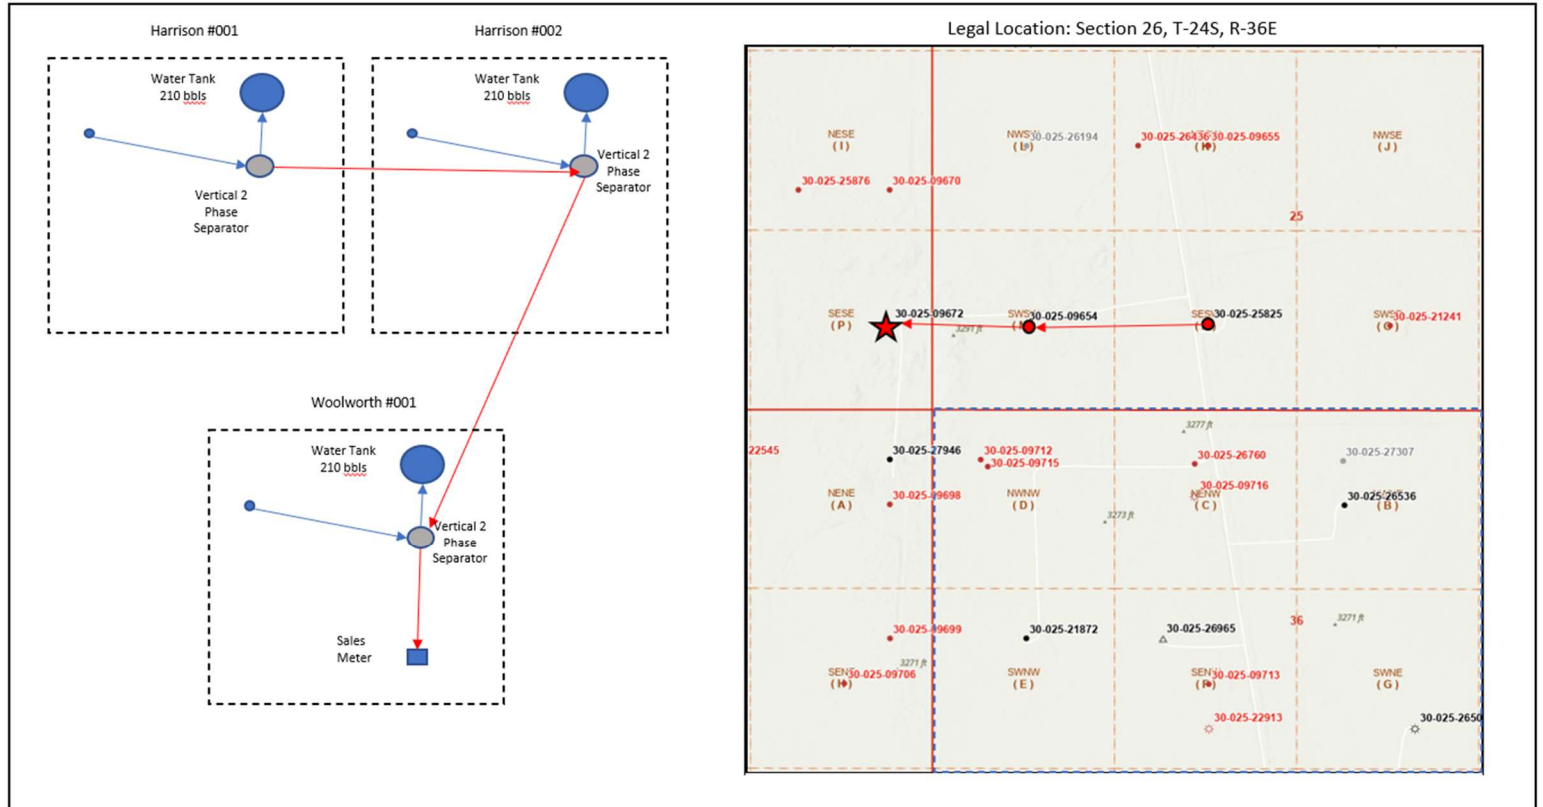 Harrison #001
Harrison #002
Legal Location: Section 26, T-24S, R-36E
Water Tank
210 bbls
Vertical 2
Phase
Separator
Water Tank
210 bbls
Vertical 2
Phase
Separator
Woolworth #001
Water Tank
210 bbls
Vertical 2
Phase
Separator
Sales
Meter
NESE
(I)
30-025-26194
(L)
30-025-26436
30-025-09655
NWSE
(J)
30-025-25876
30-025-09670
25
SESE
(P)
30-025-09672
3291 ft
30-025-09654
30-025-25825
30-025-21241
3277 ft
22545
30-025-27946
30-025-09712
30-025-09715
30-025-26760
30-025-27307
NENE
(A)
30-025-09698
NWNW
(D)
30-025-09716
NENW
(C)
30-025-26536
(B)
3273 ft
30-025-09699
30-025-21872
30-025-26965
36
3271 ft
3271 ft
30-025-09706
SWNW
(E)
30-025-09713
SWNE
(G)
30-025-22913
30-025-2650